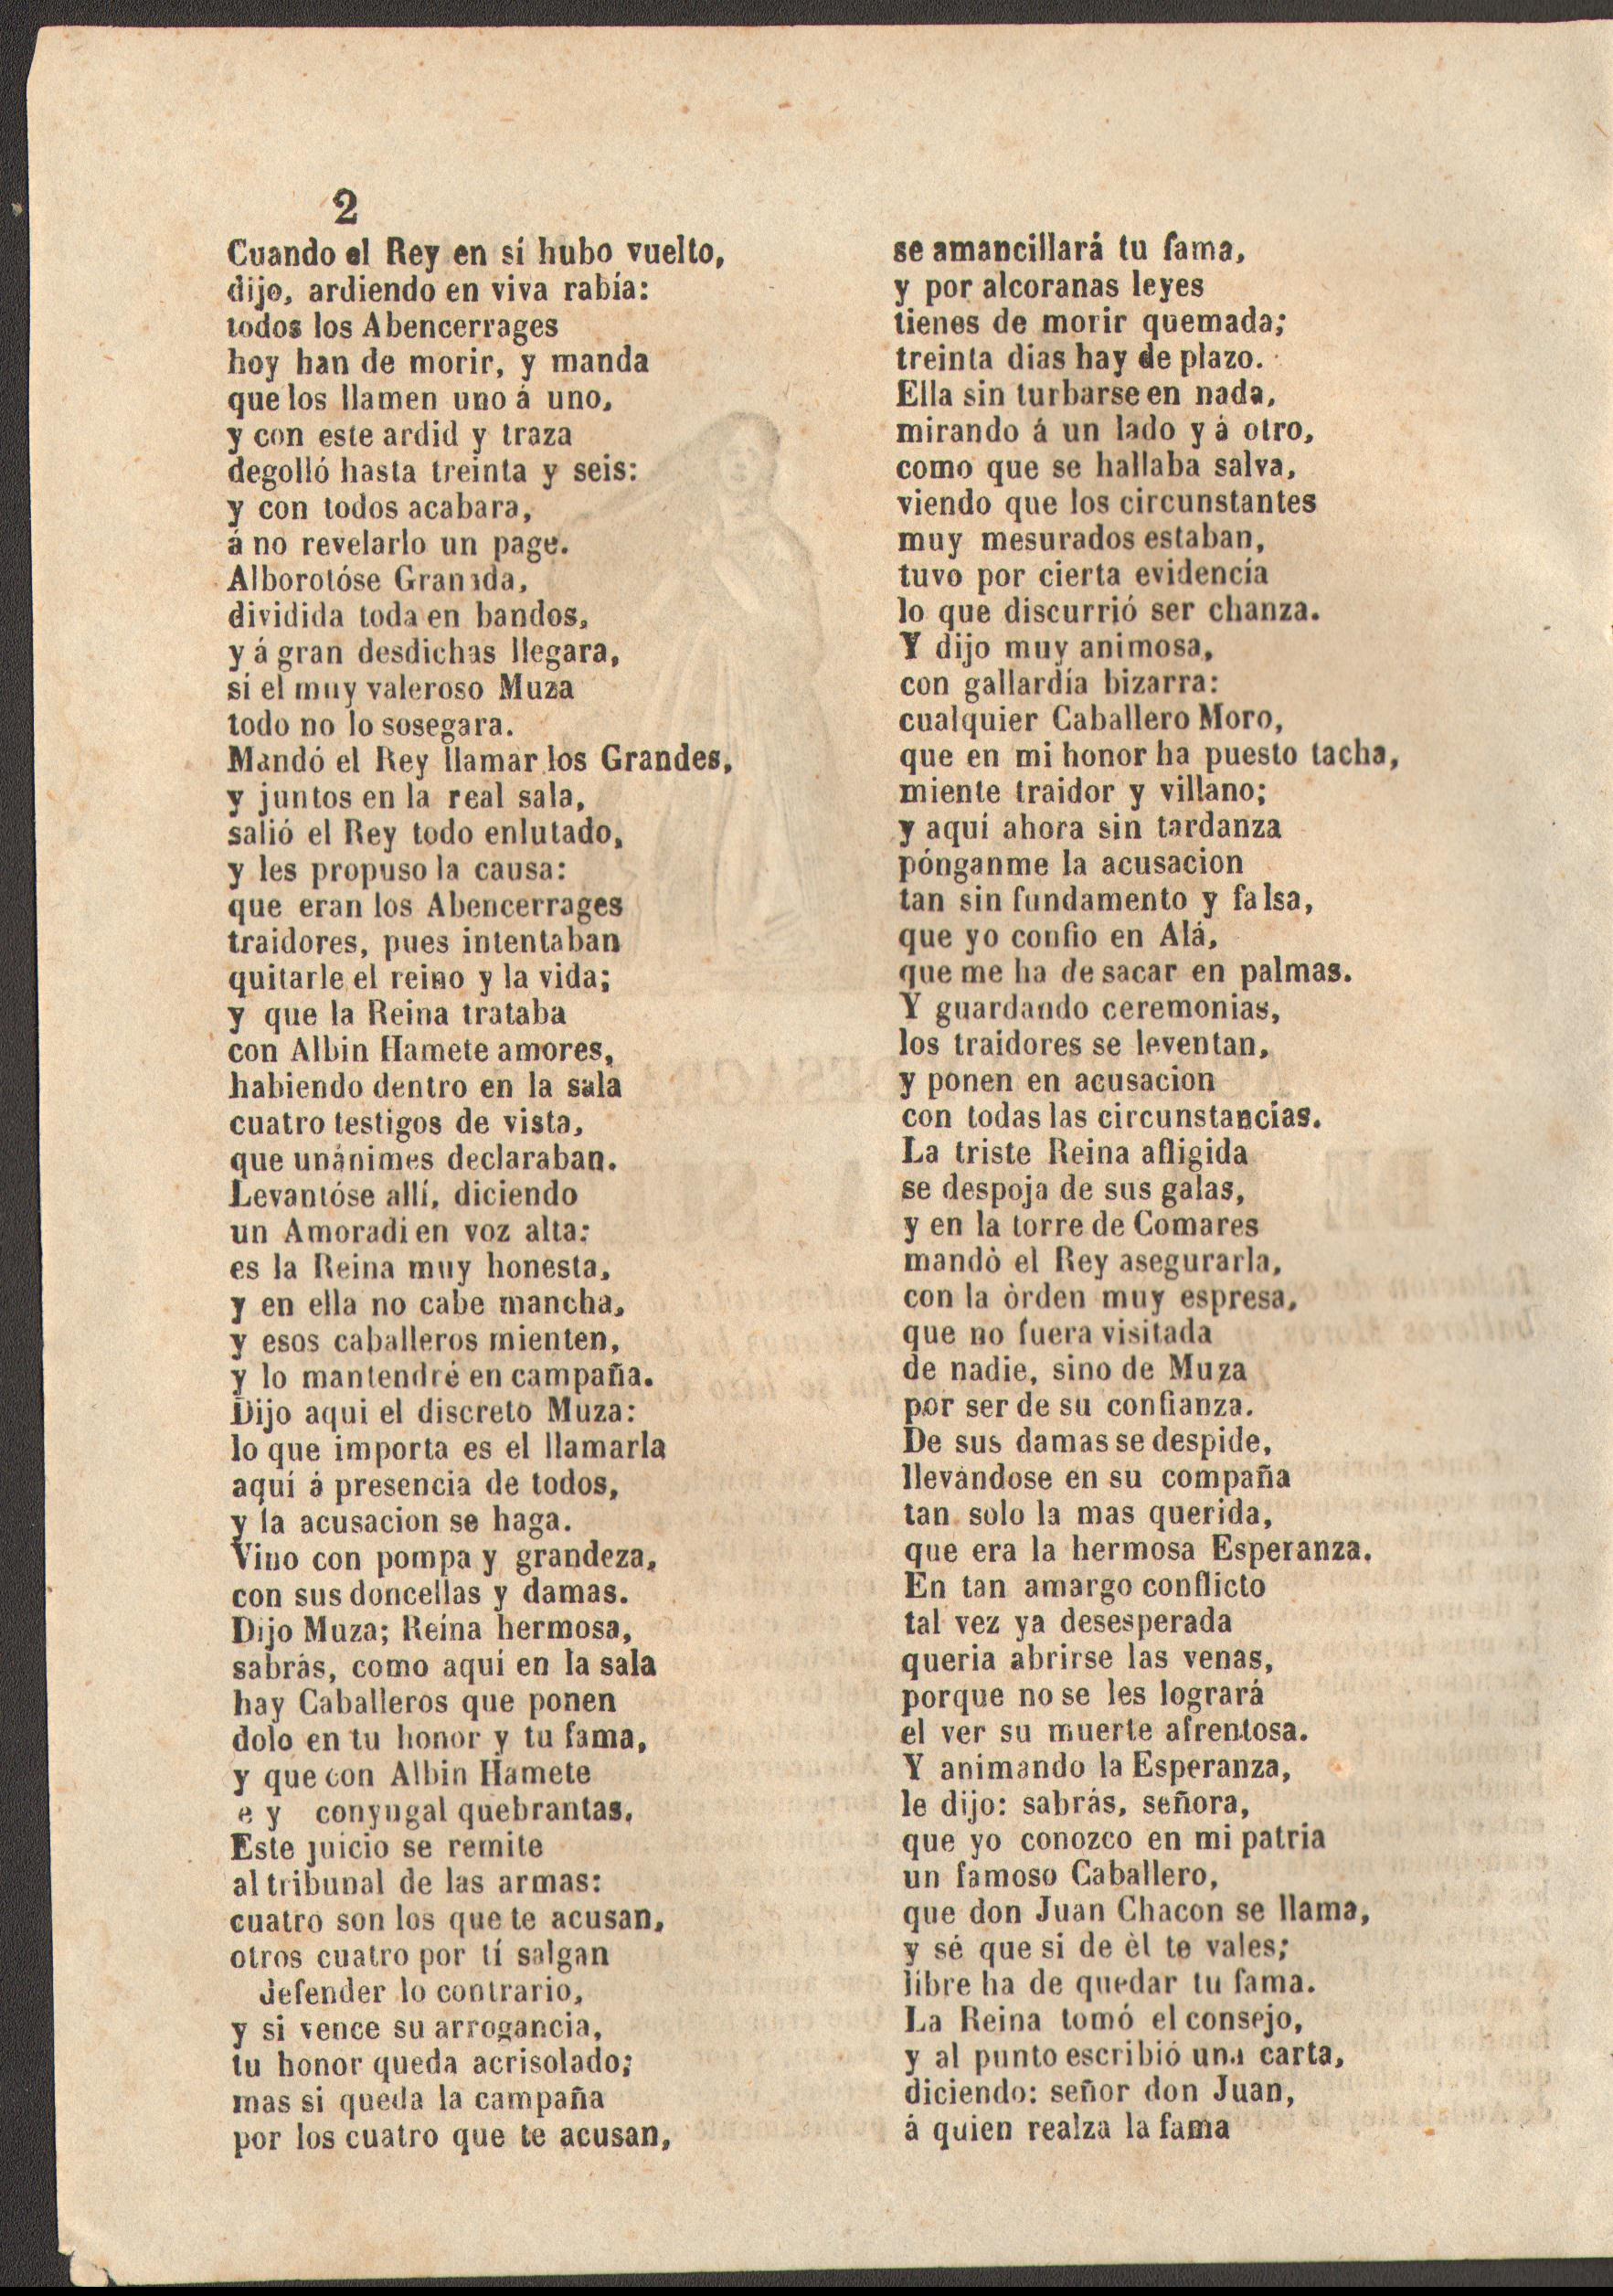 2
Cuando el Rey en sí hubo vuelto,
dijo, ardiendo en viva rabía:
todos los Abencerrages
hoy han de morir, y manda
que los llamen uno á uno,
y con este ardid y traza
degolló hasta treinta y seis:
y con todos acabara,
á no revelarlo un page.
Alborotóse Granada,
dividida toda en bandos,
y á gran desdichas llegara,
si el muy valeroso Muza
todo no lo sosegara.
Mandó el Rey llamar los Grandes,
y juntos en la real sala,
salió el Rey todo enlutado,
y les propuso la causa:
que eran los Abencerrages
traidores, pues intentaban
quitarle el reino y la vida;
y que la Reina trataba
con Albin Hamete amores,
habiendo dentro en la sala
cuatro testigos de vista,
que unánimes declaraban.
Levantóse allí, diciendo
un Amoradi en voz alta:
es la Reina muy honesta,
y en ella no cabe mancha,
y esos caballeros mienten,
y lo mantendré en campaña.
Dijo aqui el discreto Muza:
lo que importa es el llamarla
aquí á presencia de todos,
y la acusacion se haga.
Vino con pompa y grandeza,
con sus doncellas y damas.
Dijo Muza; Reina hermosa,
sabrás, como aquí en la sala
hay Caballeros que ponen
dolo en tu honor y tu fama,
y que con Albin Hamete
e y conyugal quebrantas,
Este juicio se remite
al tribunal de las armas:
cuatro son los que te acusan,
otros cuatro por tí salgan
defender lo contrario,
y si vence su arrogancia,
tu honor queda acrisolado;
mas si queda la campaña
por los cuatro que te acusan,
se amancillará tu fama,
y por alcoranas leyes
tienes de morir quemada;
treinta dias hay de plazo.
Ella sin turbarse en nada,
mirando á un lado y á otro,
como que se hallaba salva,
viendo que los circunstantes
muy mesurados estaban,
tuvo por cierta evidencía
lo que discurrió ser chanza.
Y dijo muy animosa,
con gallardía bizarra:
cualquier Caballero Moro,
que en mi honor ha puesto tacha,
miente traidor y villano;
y aquí ahora sin tardanza
pónganme la acusacion
tan sin fundamento y falsa,
que yo confio en Alá,
que me ha de sacar en palmas.
Y guardando ceremonias,
los traidores se leventan,
y ponen en acusacion
con todas las circunstancías.
La triste Reina afligida
se despoja de sus galas,
y en la torre de Comares
mandò el Rey asegurarla,
con la òrden muy espresa,
que no fuera visitada
de nadie, sino de Muza
por ser de su confianza.
De sus damas se despide,
llevándose en su compaña
tan solo la mas querida,
que era la hermosa Esperanza.
En tan amargo conflicto
tal vez ya desesperada
queria abrirse las venas,
porque no se les logrará
el ver su muerte afrentosa.
Y animando la Esperanza,
le dijo: sabrás, señora,
que yo conozco en mi patria
un famoso Caballero,
que don Juan Chacon se llama,
y sé que si de èl te vales;
libre ha de quedar tu fama.
La Reina tomó el consejo,
y al punto escribió una carta,
diciendo: señor don Juan,
á quien realza la fama